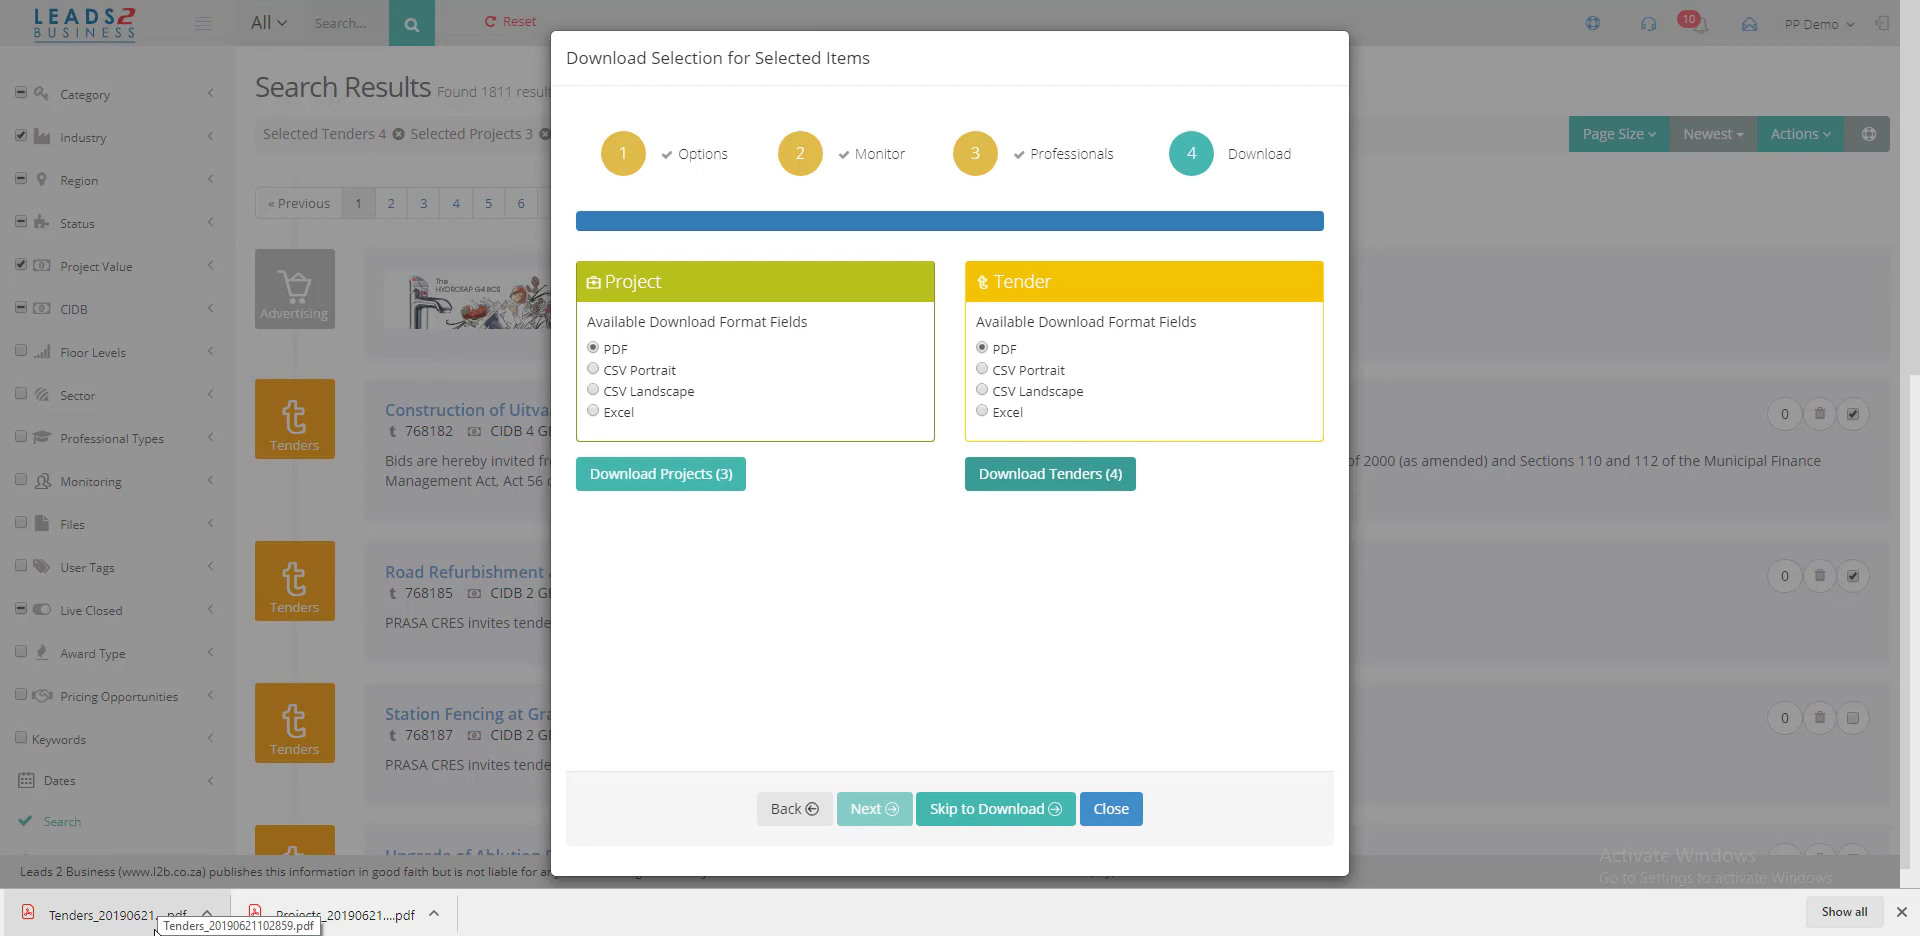 LEADS2
BUSINESS
All
Search...
Reset
10
PP Demo
Category
Industry
Region
Status
Project Value
CIDB
Floor Levels
Sector
Professional Types
Monitoring
Files
User Tags
Live Closed
Award Type
Pricing Opportunities
Keywords
Dates
Search
Search Results Found 1811 result
Selected Tenders 4 Selected Projects 3
Page Size Newest Actions
« Previous 1 2 3 4 5 6
Advertising
The
HYDROTAP G4 BCS
Tenders
Construction of Uitva
768182 CIDB 4 GE
Bids are hereby invited fr
of 2000 (as amended) and Sections 110 and 112 of the Municipal Finance
Management Act, Act 56 o
0
Tenders
Road Refurbishment
768185 CIDB 2 GE
PRASA CRES invites tende
0
Tenders
Station Fencing at Gra
768187 CIDB 2 GE
PRASA CRES invites tende
0
Download Selection for Selected Items
1 Options
2 Monitor
3 Professionals
4 Download
Project
Available Download Format Fields
PDF
CSV Portrait
CSV Landscape
Excel
Download Projects (3)
Tender
Available Download Format Fields
PDF
CSV Portrait
CSV Landscape
Excel
Download Tenders (4)
Back Next Skip to Download Close
Activate Windows
Go to Settings to activate Windows
Leads 2 Business (www.l2b.co.za) publishes this information in good faith but is not liable for
Tenders_20190621....pdf
Projects_20190621....pdf
Tenders_20190621102859.pdf
Show all